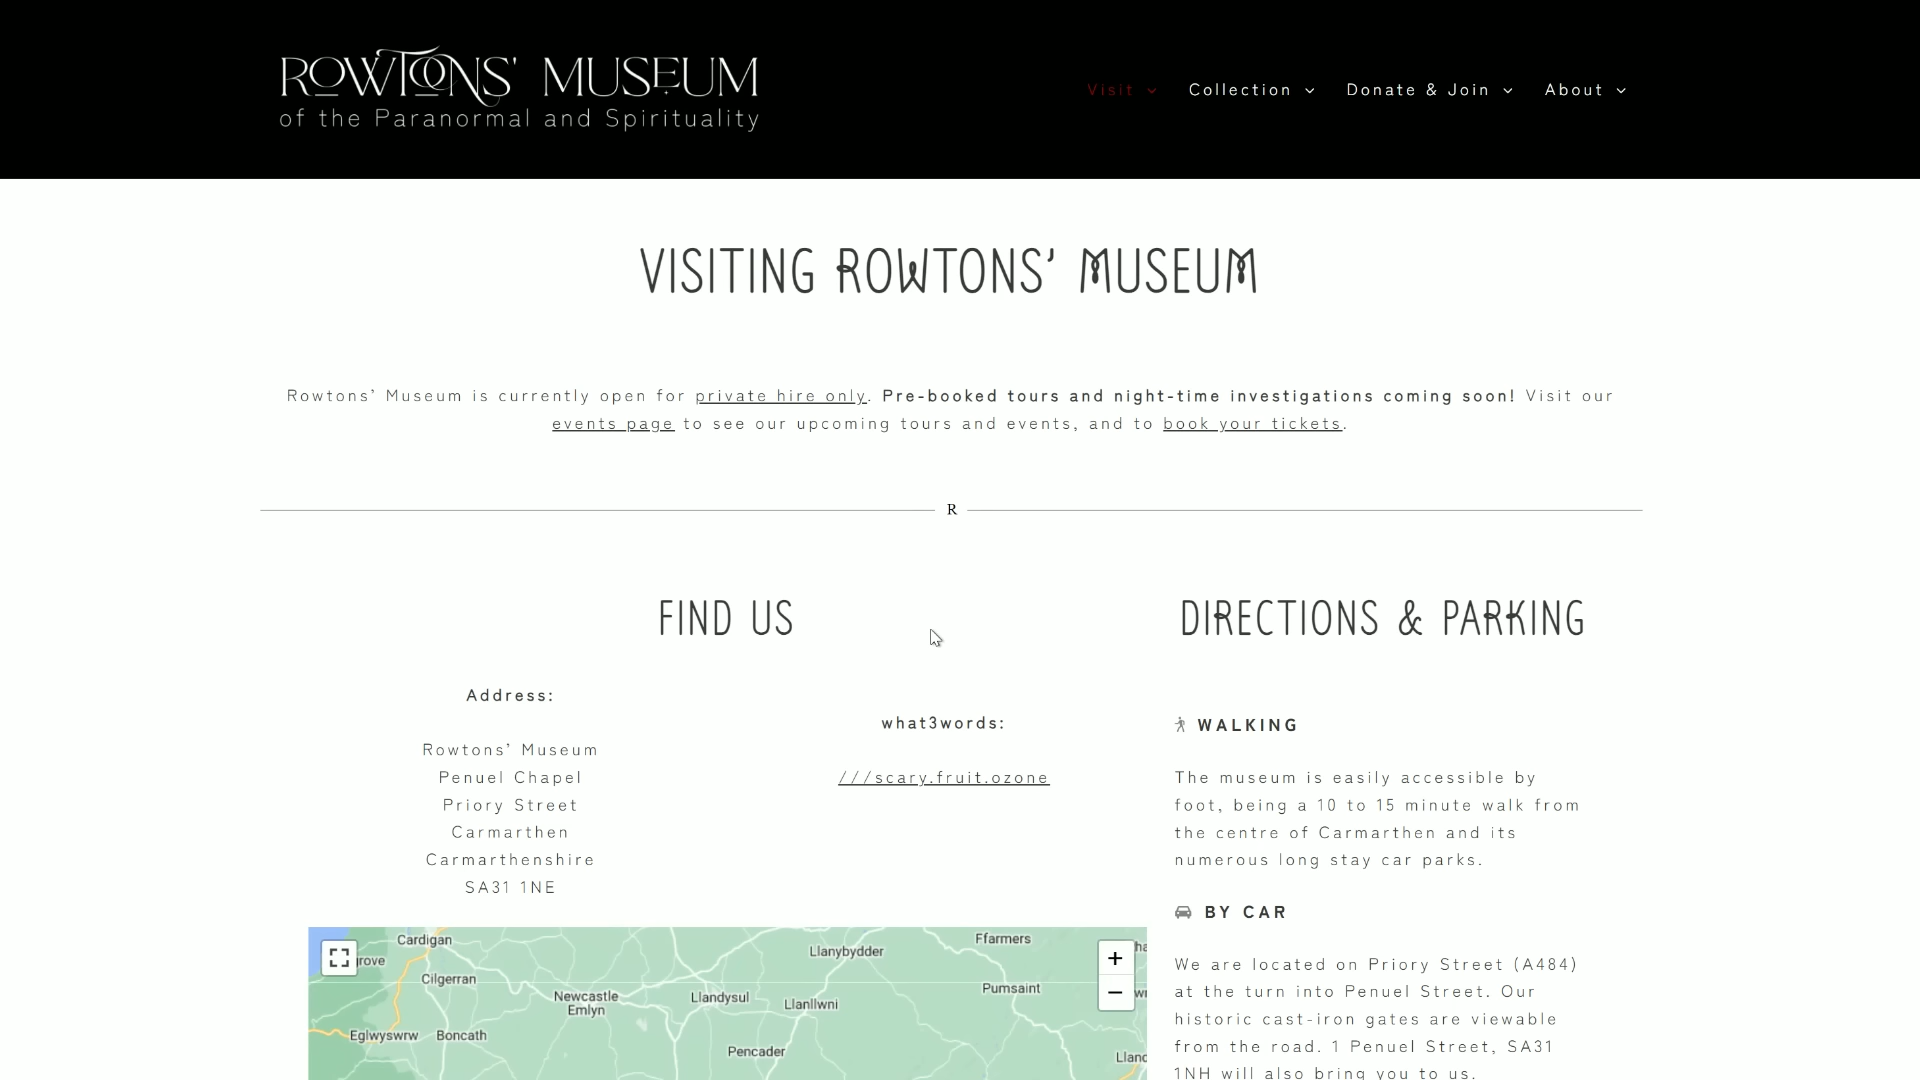 ROWTONS' MUSEUM
of the Paranormal and Spirituality
Visit
Collection
Donate & Join
About
VISITING ROWTONS’ MUSEUM
Rowtons’ Museum is currently open for private hire only. Pre-booked tours and night-time investigations coming soon! Visit our
events page to see our upcoming tours and events, and to book your tickets.
R
FIND US
Address:
Rowtons’ Museum
Penuel Chapel
Priory Street
Carmarthen
Carmarthenshire
SA31 1NE
what3words:
///scary.fruit.ozone
Cardigan
Ffarmers
Llanybydder
Cilgerran
Pumsaint
Newcastle
Emlyn
Llandysul
Llanllwni
Eglwyswrw
Boncath
Pencader
+
−
DIRECTIONS & PARKING
WALKING
The museum is easily accessible by
foot, being a 10 to 15 minute walk from
the centre of Carmarthen and its
numerous long stay car parks.
BY CAR
We are located on Priory Street (A484)
at the turn into Penuel Street. Our
historic cast-iron gates are viewable
from the road. 1 Penuel Street, SA31
1NH will also bring you to us.